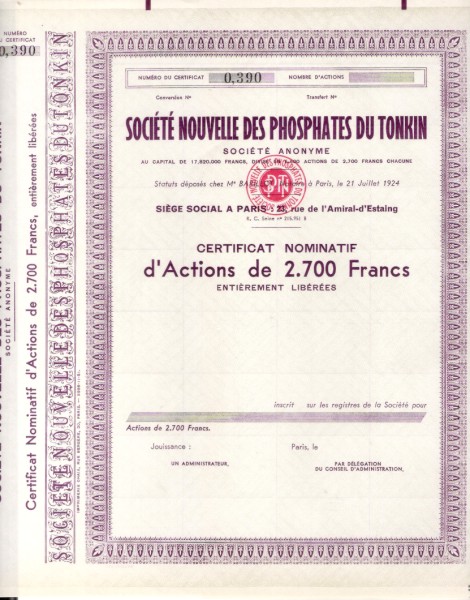 NUMÉRO
DU CERTIFICAT
0,390
Certificat Nominatif d'Actions de 2.700 Francs, entièrement libérées
SOCIÉTÉ ANONYME
SOCIÉTÉ NOUVELLE DES PHOSPHATES DU TONKIN
NUMÉRO DU CERTIFICAT 0,390 NOMBRE D'ACTIONS
Conversion Nº Transfert Nº
SOCIÉTÉ NOUVELLE DES PHOSPHATES DU TONKIN
SOCIÉTÉ ANONYME
AU CAPITAL DE 17.820.000 FRANCS, ACTIONS DE 2.700 FRANCS CHACUNE
Statuts déposés chez Me à Paris, le 21 Juillet 1924
SIÈGE SOCIAL A PARIS : 23, rue de l'Amiral-d'Estaing
R. C. Seine nº B
CERTIFICAT NOMINATIF
d'Actions de 2.700 Francs
ENTIÈREMENT LIBÉRÉES
inscrit sur les registres de la Société pour
Actions de 2.700 Francs.
Jouissance : Paris, le
UN ADMINISTRATEUR, PAR DÉLÉGATION
DU CONSEIL D'ADMINISTRATION,